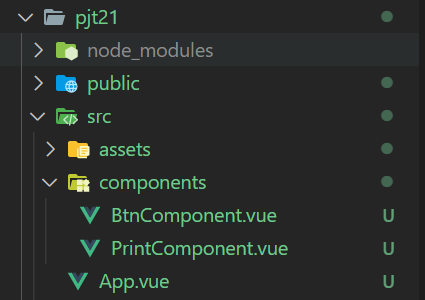 pjt21
node_modules
public
src
assets
components
BtnComponent.vue U
PrintComponent.vue U
App.vue U